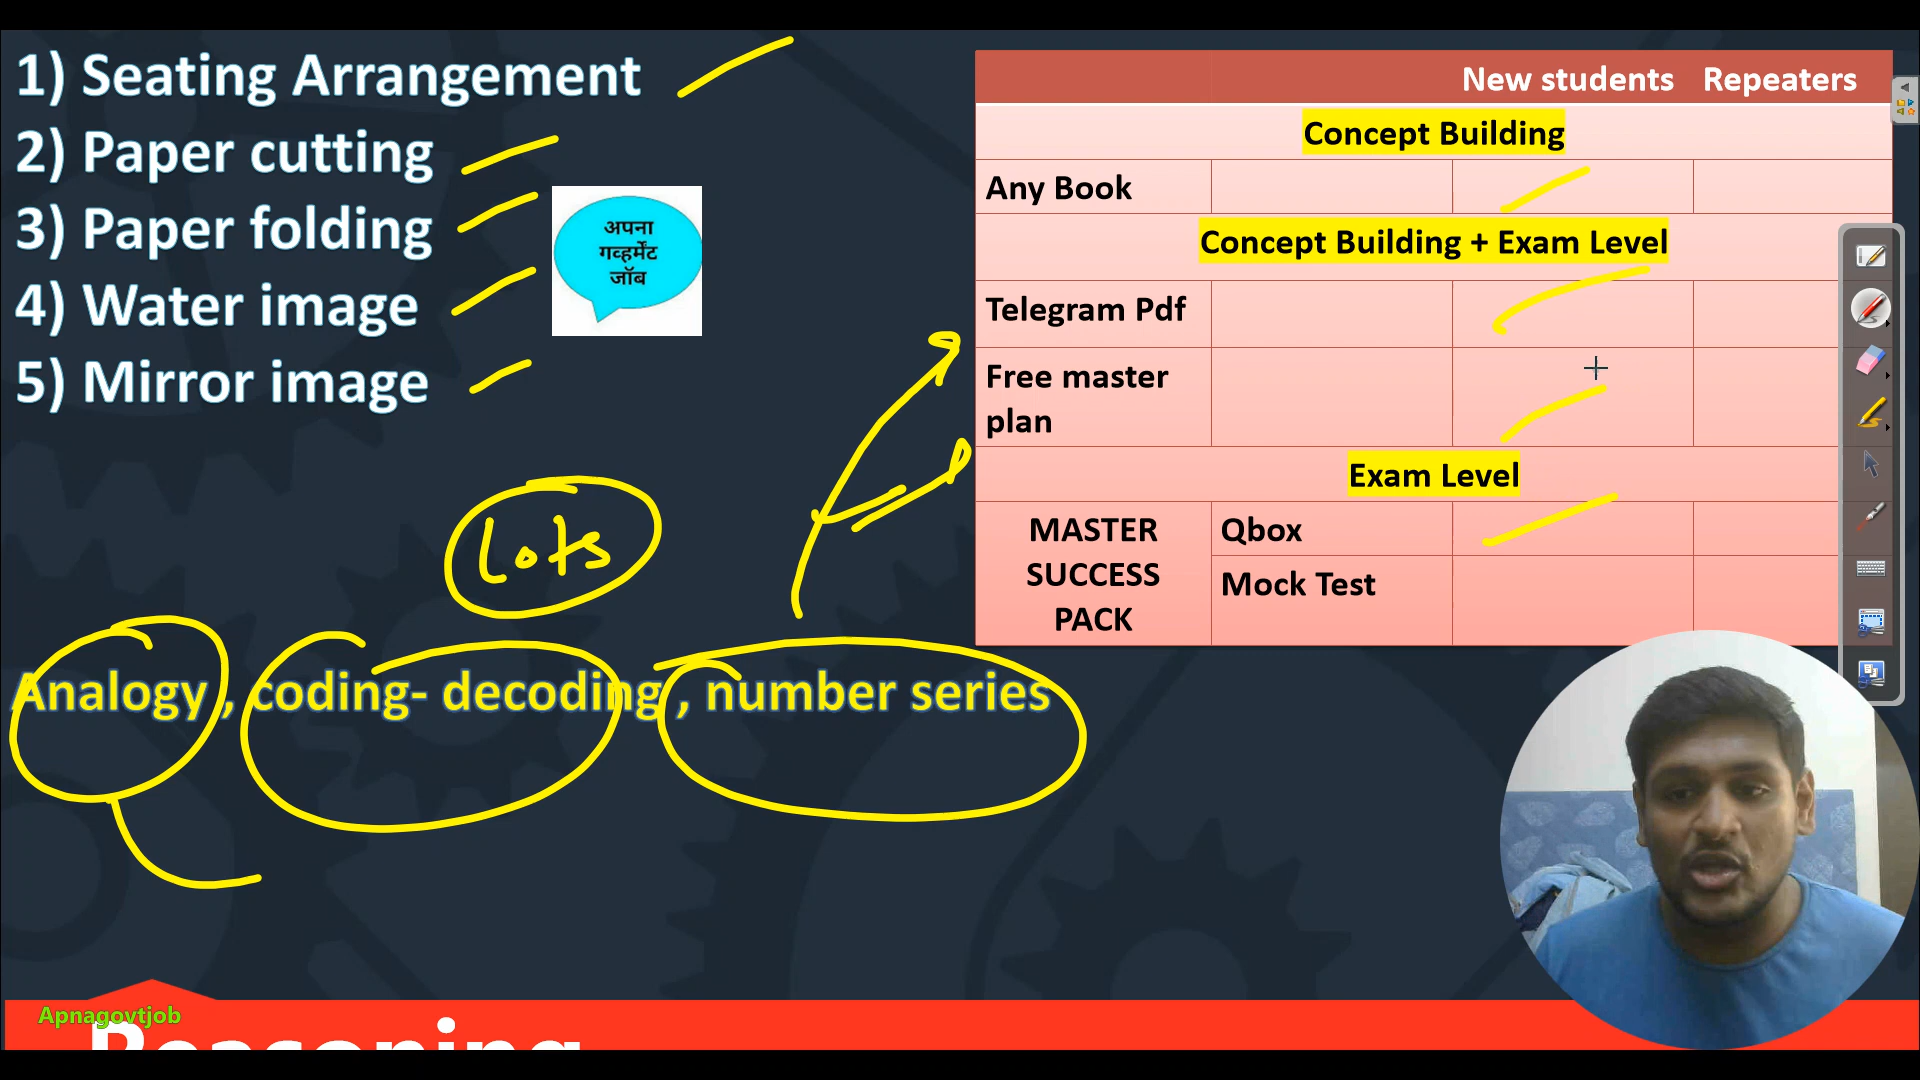 1) Seating Arrangement
2) Paper cutting
3) Paper folding
4) Water image
5) Mirror image
अपना
गव्हर्मेंट
जॉब
New students Repeaters
Concept Building
Any Book
Concept Building + Exam Level
Telegram Pdf
Free master
plan
Exam Level
MASTER
SUCCESS
PACK
Qbox
Mock Test
Lots
Analogy , coding- decoding , number series
Apnagovtjob
Reasoning